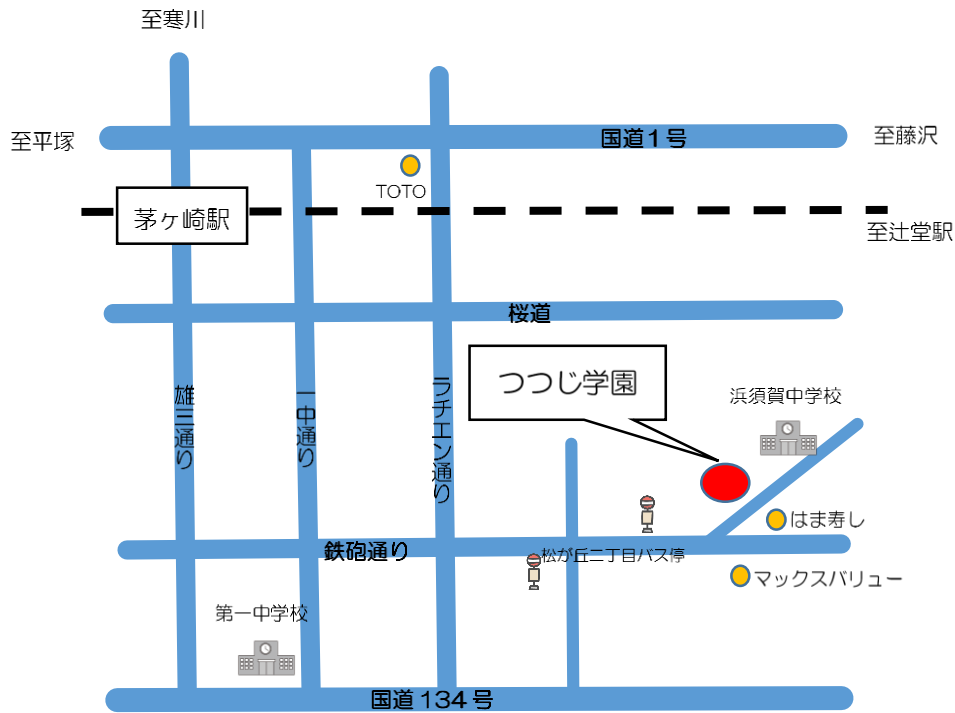 至寒川
国道１号
至平塚
至藤沢
TOTO
茅ヶ崎駅
至辻堂駅
桜道
つつじ学園
雄三通り
一中通り
ラチエン通り
浜須賀中学校
はま寿し
鉄砲通り
松が丘二丁目バス停
マックスバリュー
第一中学校
国道 134 号